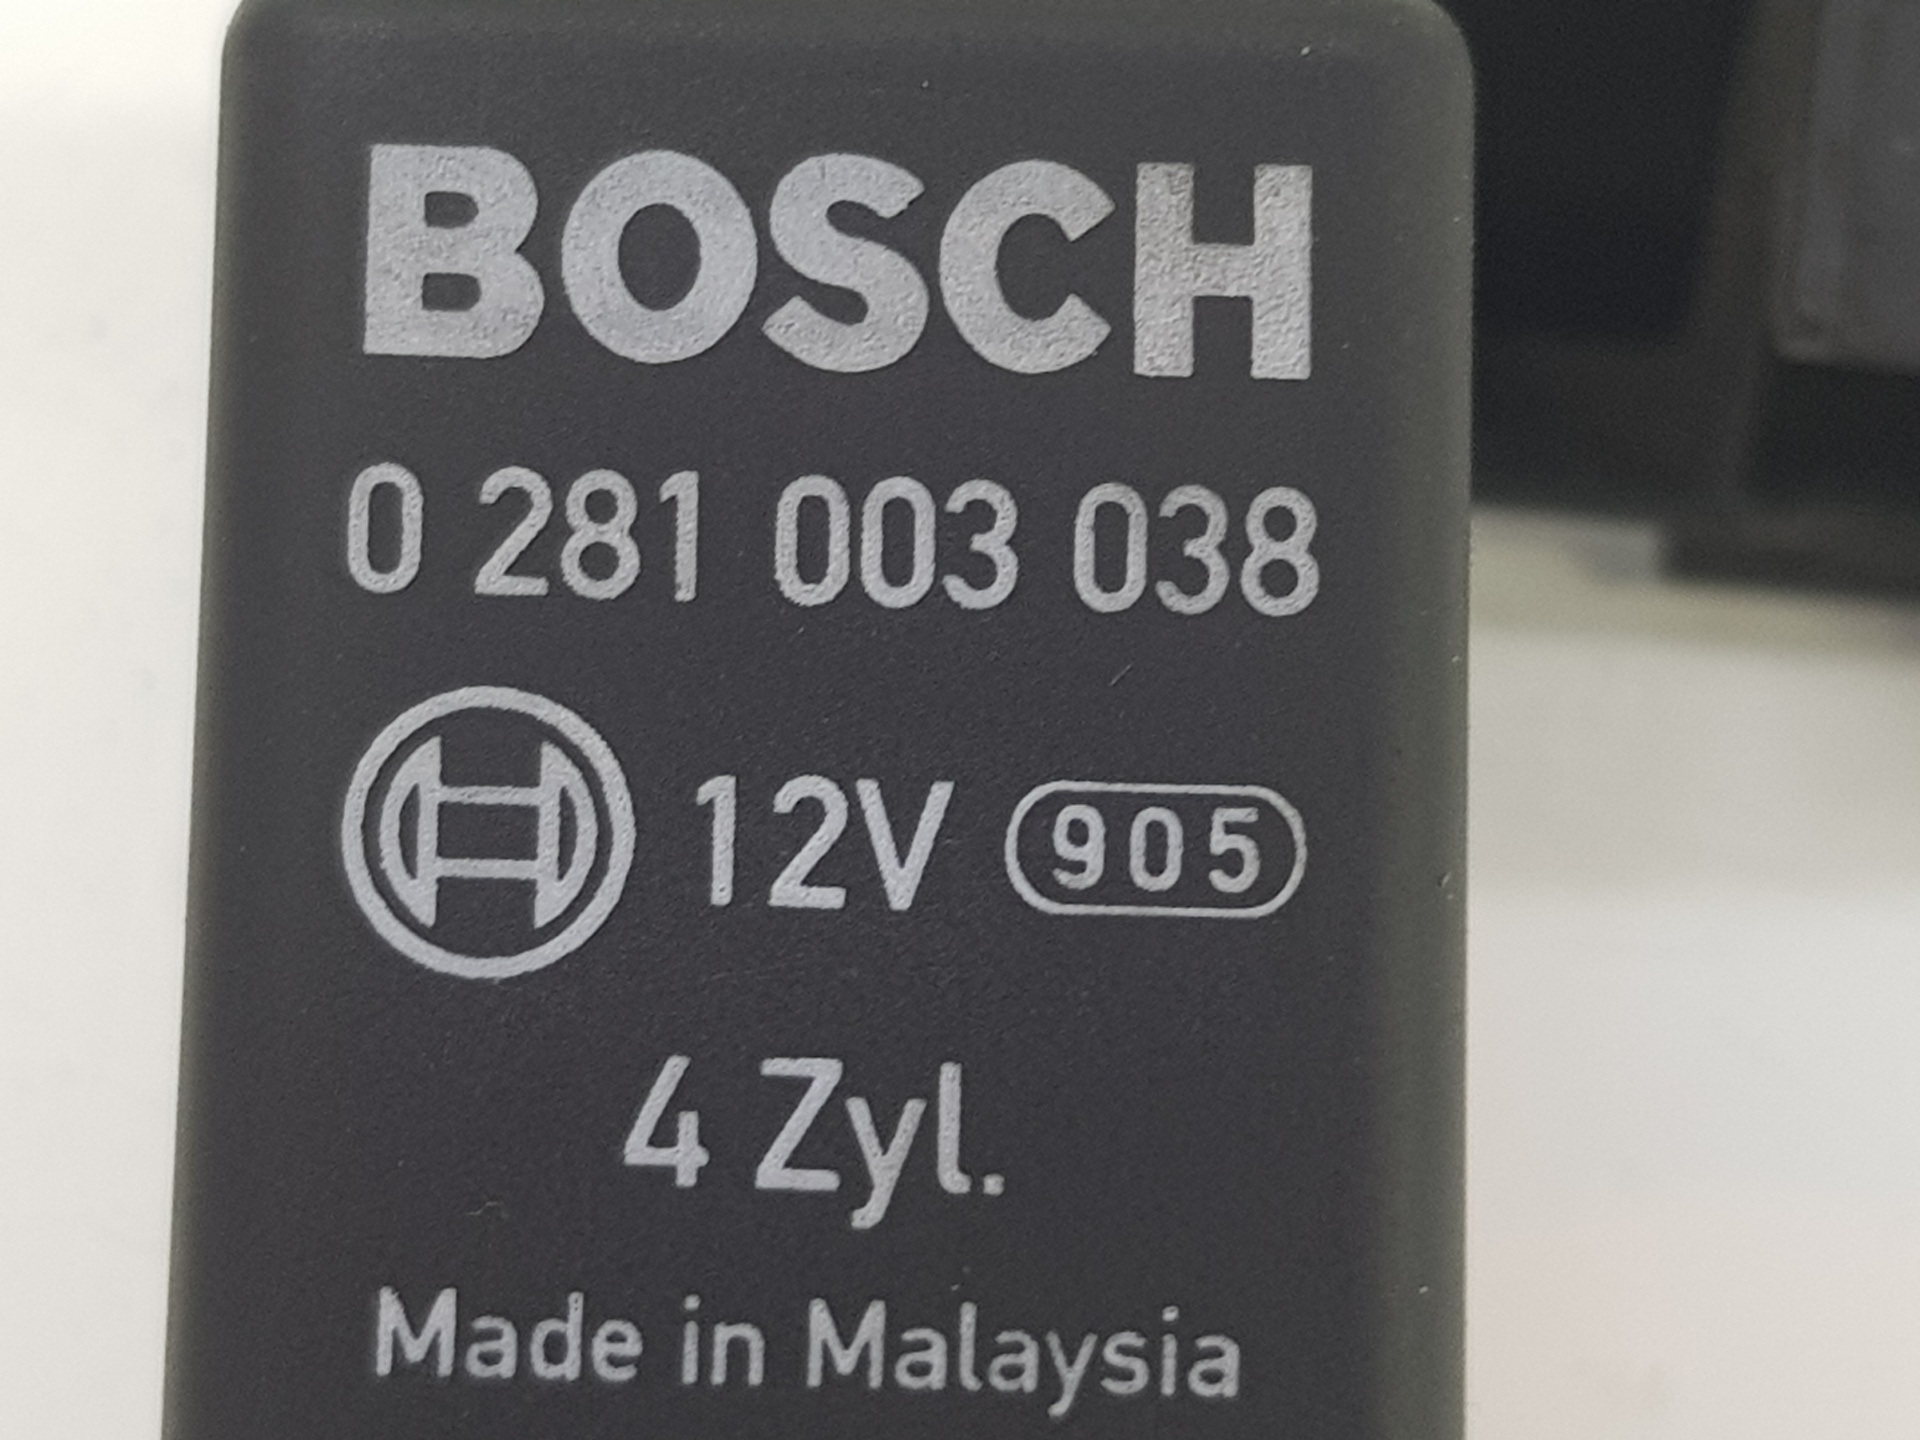 BOSCH
0 281 003 038
12V 905
4 Zyl.
Made in Malaysia